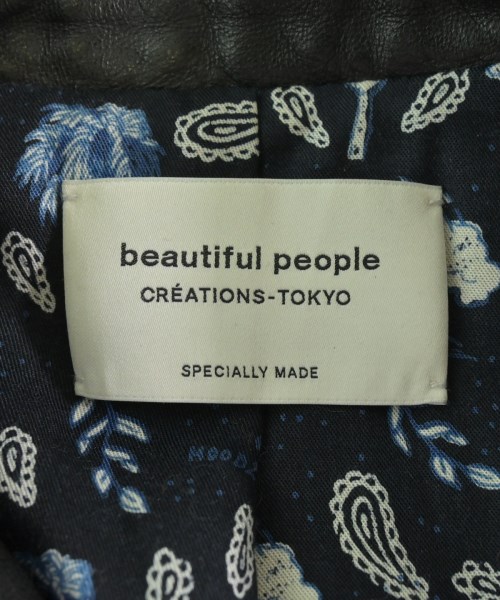 beautiful people
CRÉATIONS-TOKYO
SPECIALLY MADE